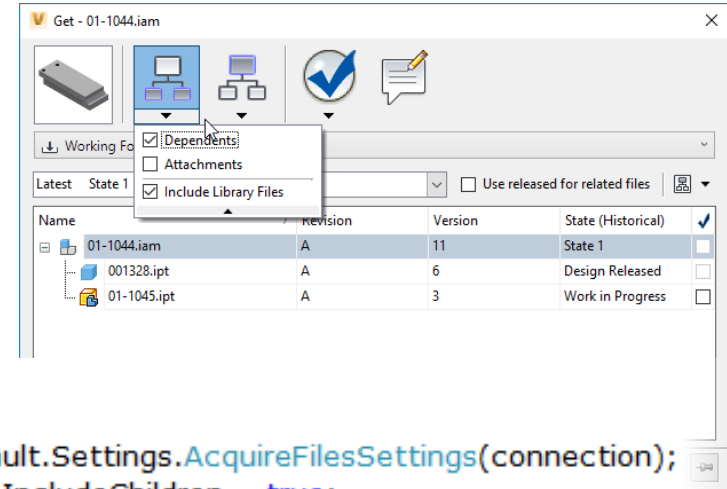 Get - 01-1044.iam
Working Fo
Dependents
Attachments
Include Library Files
Latest State 1
Use released for related files
Name Revision Version State (Historical)
01-1044.iam A 11 State 1
001328.ipt A 6 Design Released
01-1045.ipt A 3 Work in Progress
ault.Settings.AcquireFilesSettings(connection);